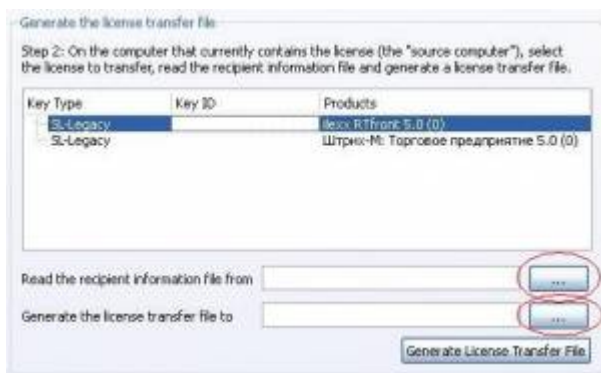 Generate the license transfer file
Step 2: On the computer that currently contains the license (the "source computer"), select
the license to transfer, read the recipient information file and generate a license transfer file.
Key Type Key ID Products
SL-Legacy ilexx RTfront 5.0 (0)
SL-Legacy Штрих-М: Торговое предприятие 5.0 (0)
Read the recipient information file from ...
Generate the license transfer file to ...
Generate License Transfer File